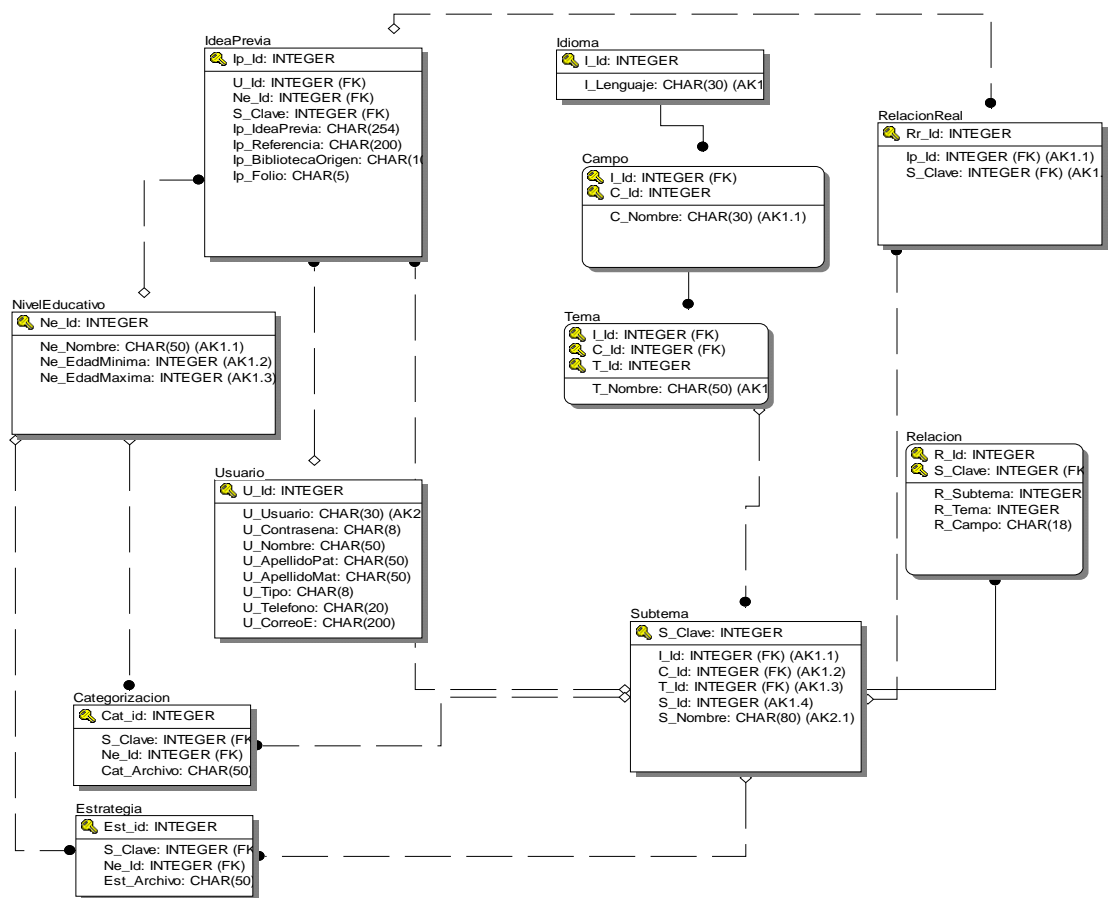 IdeaPrevia
Ip_Id: INTEGER
U_Id: INTEGER (FK)
Ne_Id: INTEGER (FK)
S_Clave: INTEGER (FK)
Ip_IdeaPrevia: CHAR(254)
Ip_Referencia: CHAR(200)
Ip_BibliotecaOrigen: CHAR(10
Ip_Folio: CHAR(5)
Idioma
I_Id: INTEGER
I_Lenguaje: CHAR(30) (AK1
RelacionReal
Rr_Id: INTEGER
Ip_Id: INTEGER (FK) (AK1.1)
S_Clave: INTEGER (FK) (AK1.
Campo
I_Id: INTEGER (FK)
C_Id: INTEGER
C_Nombre: CHAR(30) (AK1.1)
NivelEducativo
Ne_Id: INTEGER
Ne_Nombre: CHAR(50) (AK1.1)
Ne_EdadMinima: INTEGER (AK1.2)
Ne_EdadMaxima: INTEGER (AK1.3)
Tema
I_Id: INTEGER (FK)
C_Id: INTEGER (FK)
T_Id: INTEGER
T_Nombre: CHAR(50) (AK1
Relacion
R_Id: INTEGER
S_Clave: INTEGER (FK
R_Subtema: INTEGER
R_Tema: INTEGER
R_Campo: CHAR(18)
Usuario
U_Id: INTEGER
U_Usuario: CHAR(30) (AK2
U_Contrasena: CHAR(8)
U_Nombre: CHAR(50)
U_ApellidoPat: CHAR(50)
U_ApellidoMat: CHAR(50)
U_Tipo: CHAR(8)
U_Telefono: CHAR(20)
U_CorreoE: CHAR(200)
Subtema
S_Clave: INTEGER
I_Id: INTEGER (FK) (AK1.1)
C_Id: INTEGER (FK) (AK1.2)
T_Id: INTEGER (FK) (AK1.3)
S_Id: INTEGER (AK1.4)
S_Nombre: CHAR(80) (AK2.1)
Categorizacion
Cat_id: INTEGER
S_Clave: INTEGER (FK
Ne_Id: INTEGER (FK)
Cat_Archivo: CHAR(50)
Estrategia
Est_id: INTEGER
S_Clave: INTEGER (FK
Ne_Id: INTEGER (FK)
Est_Archivo: CHAR(50)